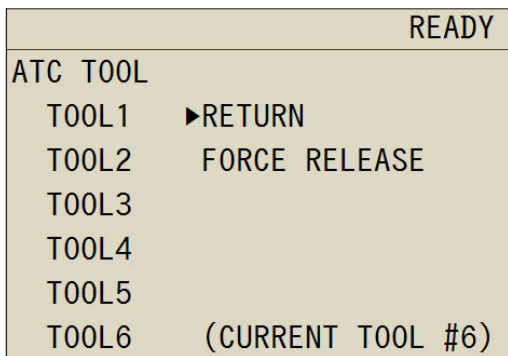 READY
ATC TOOL
TOOL1 ▶RETURN
TOOL2 FORCE RELEASE
TOOL3
TOOL4
TOOL5
TOOL6 (CURRENT TOOL #6)